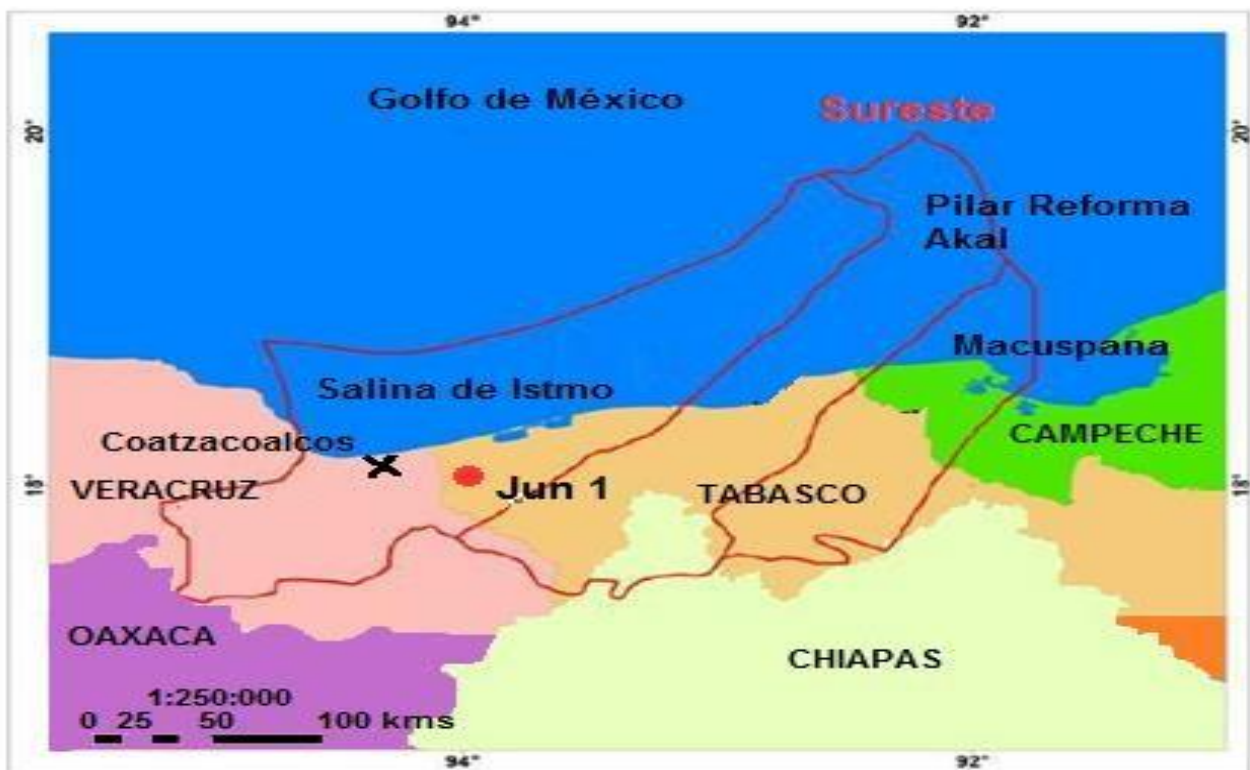 94°
92°
20°
20°
Golfo de México
Sureste
Pilar Reforma
Akal
Macuspana
Salina de Istmo
Coatzacoalcos
CAMPECHE
18°
18°
VERACRUZ
Jun 1
TABASCO
OAXACA
CHIAPAS
1:250:000
0 25 50 100 kms
94°
92°